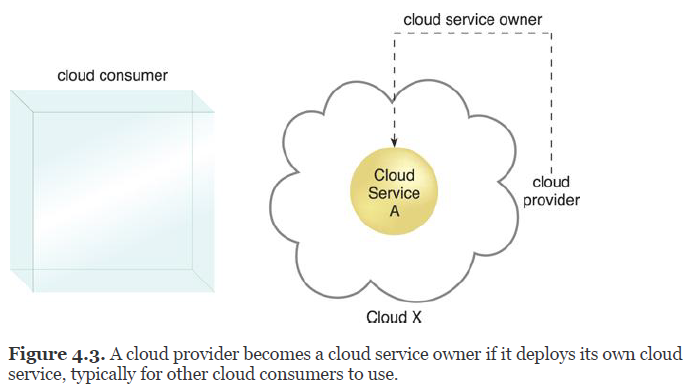 cloud service owner
cloud consumer
Cloud
Service
A
cloud
provider
Cloud X
Figure 4.3. A cloud provider becomes a cloud service owner if it deploys its own cloud
service, typically for other cloud consumers to use.